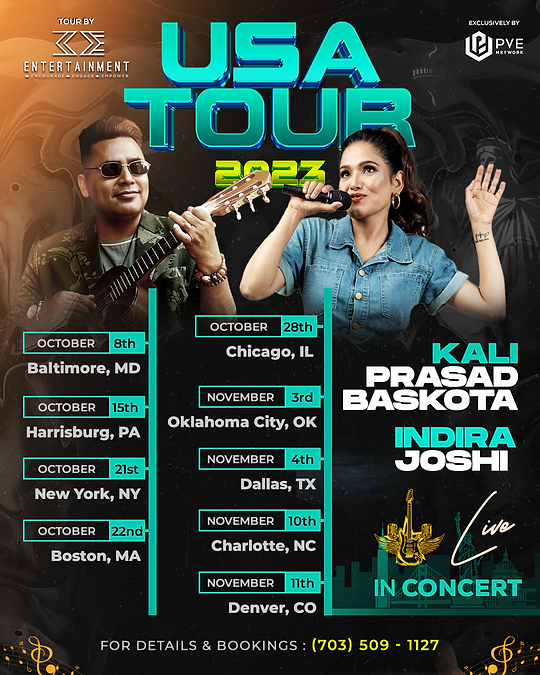 TOUR BY
ENTERTAINMENT
ENCOURAGE ENGAGE EMPOWER
EXCLUSIVELY BY
PVE
NETWORK
USA
TOUR
2023
OCTOBER 8th
Baltimore, MD
OCTOBER 15th
Harrisburg, PA
OCTOBER 21st
New York, NY
OCTOBER 22nd
Boston, MA
OCTOBER 28th
Chicago, IL
NOVEMBER 3rd
Oklahoma City, OK
NOVEMBER 4th
Dallas, TX
NOVEMBER 10th
Charlotte, NC
NOVEMBER 11th
Denver, CO
KALI
PRASAD
BASKOTA
INDIRA
JOSHI
Live
IN CONCERT
FOR DETAILS & BOOKINGS : (703) 509 - 1127